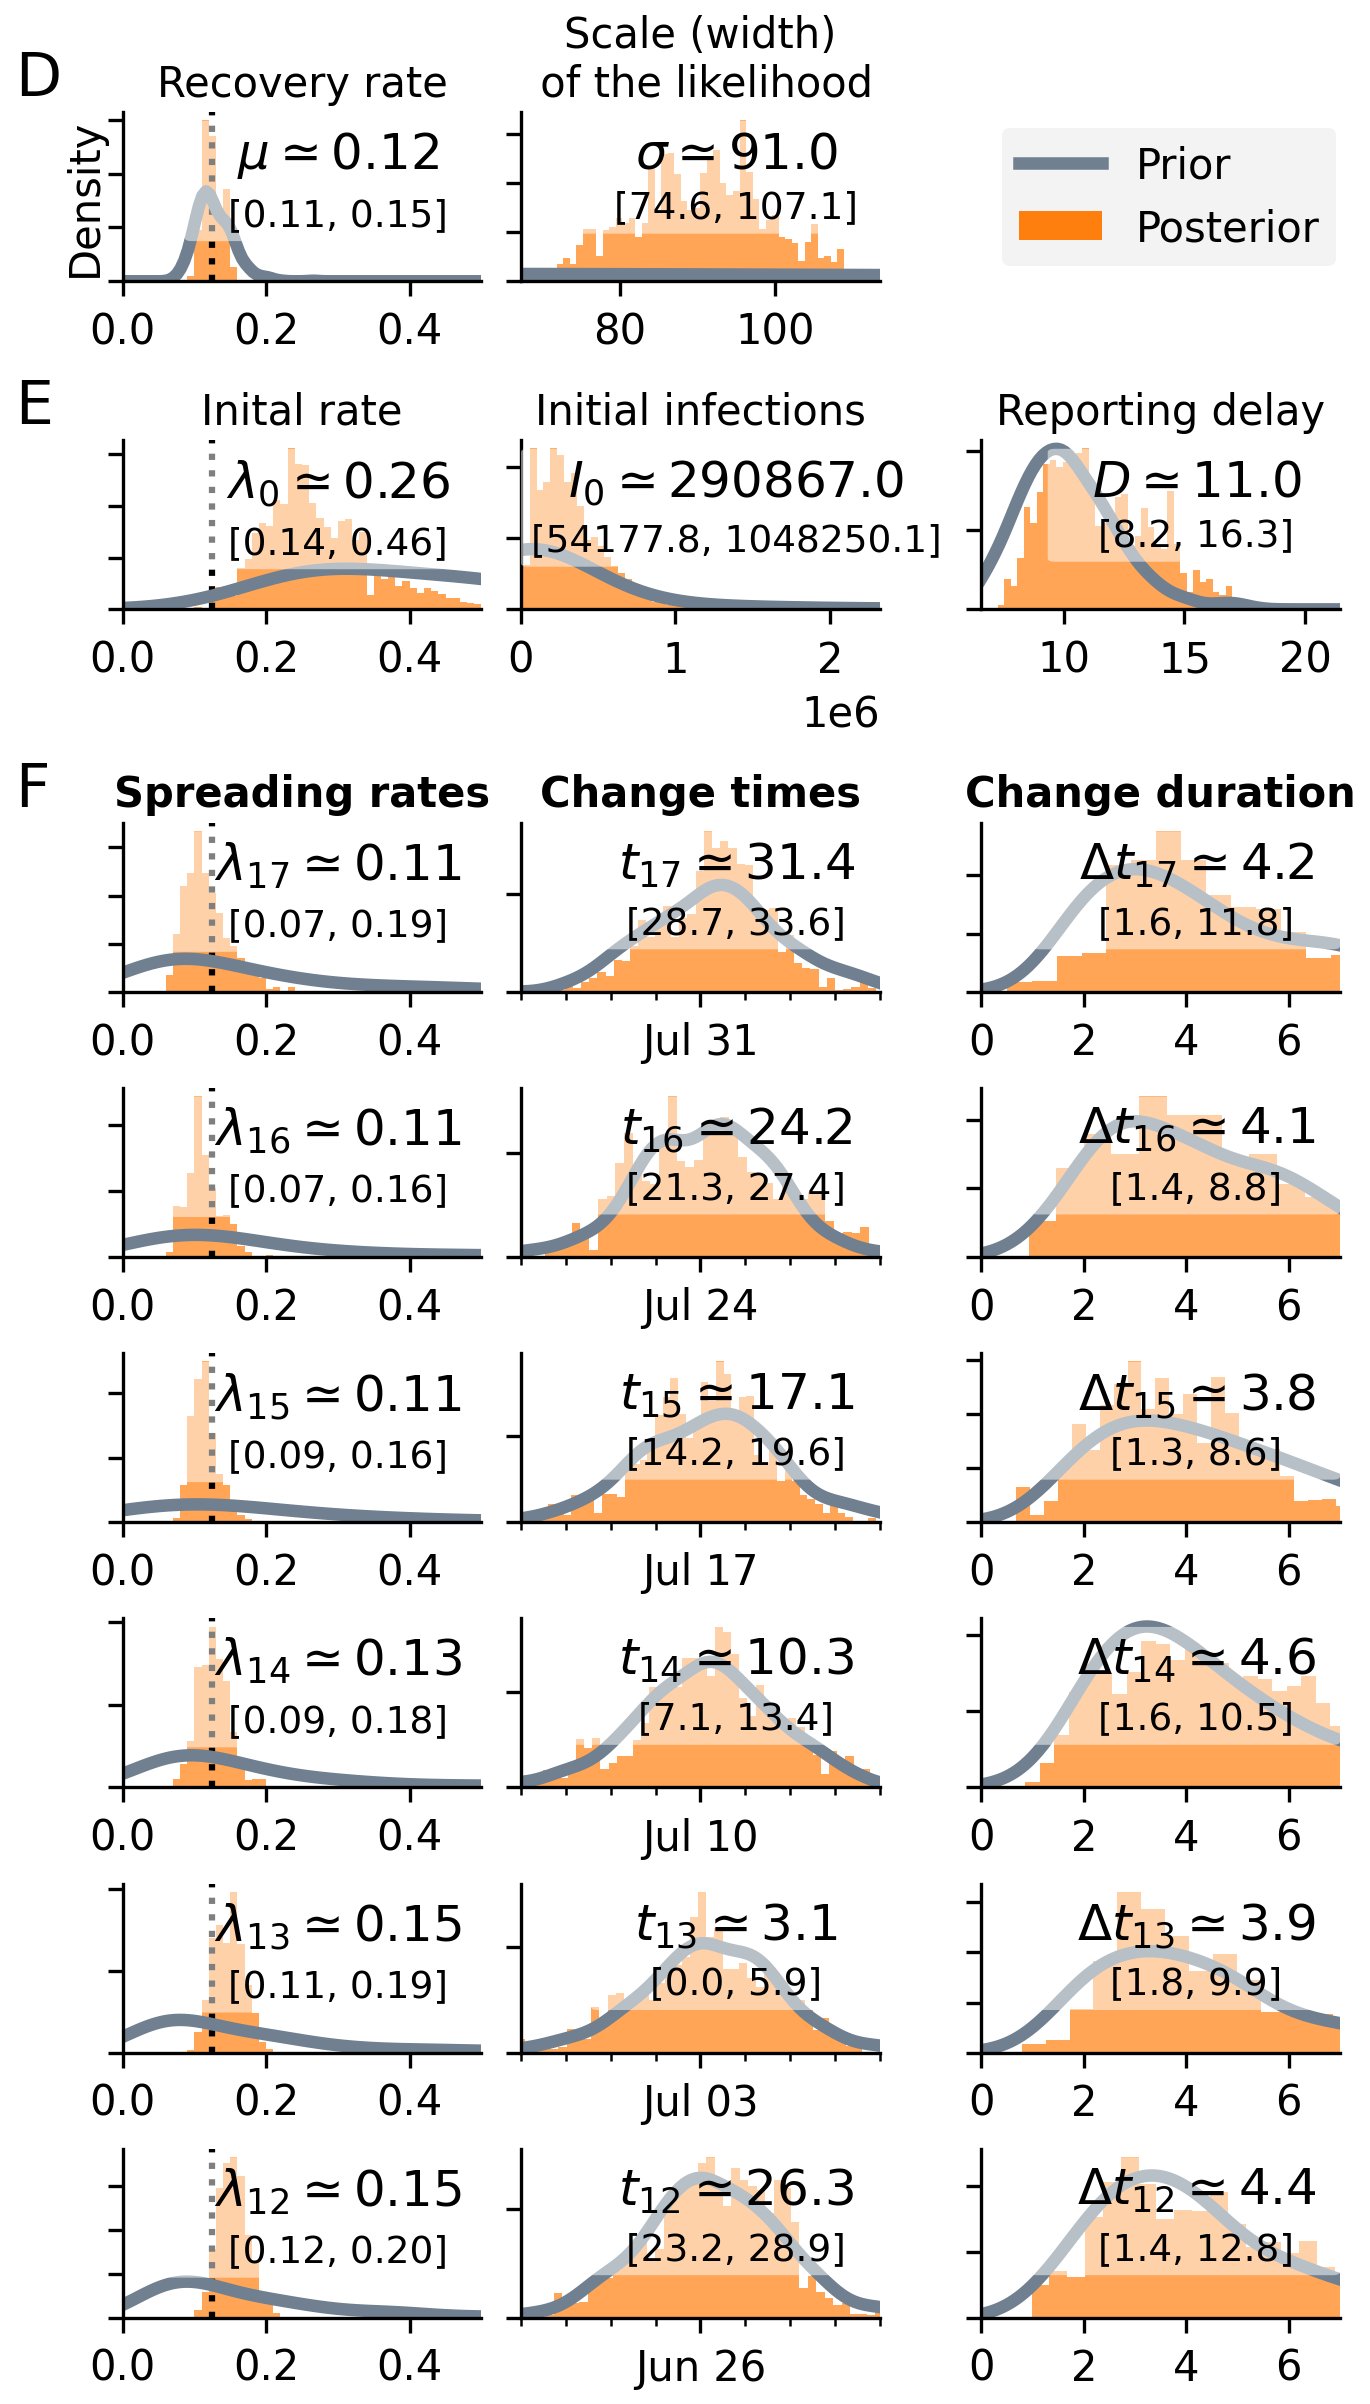 D
Recovery rate
Scale (width)
of the likelihood
Density
μ ≃ 0.12
[0.11, 0.15]
σ ≃ 91.0
[74.6, 107.1]
Prior
Posterior
0.0 0.2 0.4
80 100
E
Inital rate
Initial infections
Reporting delay
λ0 ≃ 0.26
[0.14, 0.46]
I0 ≃ 290867.0
[54177.8, 1048250.1]
D ≃ 11.0
[8.2, 16.3]
0.0 0.2 0.4
0 1 2
1e6
10 15 20
F
Spreading rates
Change times
Change duration
λ17 ≃ 0.11
[0.07, 0.19]
t17 ≃ 31.4
[28.7, 33.6]
Δt17 ≃ 4.2
[1.6, 11.8]
0.0 0.2 0.4
Jul 31
0 2 4 6
λ16 ≃ 0.11
[0.07, 0.16]
t16 ≃ 24.2
[21.3, 27.4]
Δt16 ≃ 4.1
[1.4, 8.8]
0.0 0.2 0.4
Jul 24
0 2 4 6
λ15 ≃ 0.11
[0.09, 0.16]
t15 ≃ 17.1
[14.2, 19.6]
Δt15 ≃ 3.8
[1.3, 8.6]
0.0 0.2 0.4
Jul 17
0 2 4 6
λ14 ≃ 0.13
[0.09, 0.18]
t14 ≃ 10.3
[7.1, 13.4]
Δt14 ≃ 4.6
[1.6, 10.5]
0.0 0.2 0.4
Jul 10
0 2 4 6
λ13 ≃ 0.15
[0.11, 0.19]
t13 ≃ 3.1
[0.0, 5.9]
Δt13 ≃ 3.9
[1.8, 9.9]
0.0 0.2 0.4
Jul 03
0 2 4 6
λ12 ≃ 0.15
[0.12, 0.20]
t12 ≃ 26.3
[23.2, 28.9]
Δt12 ≃ 4.4
[1.4, 12.8]
0.0 0.2 0.4
Jun 26
0 2 4 6